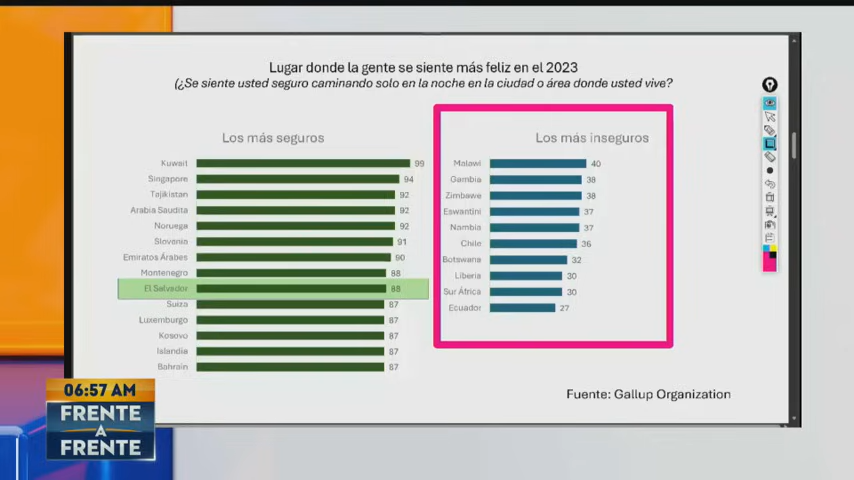 Lugar donde la gente se siente más feliz en el 2023
(¿Se siente usted seguro caminando solo en la noche en la ciudad o área donde usted vive?
Los más seguros
Kuwait 99
Singapore 94
Tajikistan 92
Arabia Saudita 92
Noruega 92
Slovania 91
Emiratos Árabes 90
Montenegro 88
El Salvador 88
Suiza 87
Luxemburgo 87
Kosovo 87
Islandia 87
Bahrain 87
Los más inseguros
Malawi 40
Gambia 38
Zimbabwe 38
Eswantini 37
Nambia 37
Chile 36
Botswana 32
Liberia 30
Sur África 30
Ecuador 27
Fuente: Gallup Organization
06:57 AM
FRENTE
A
FRENTE